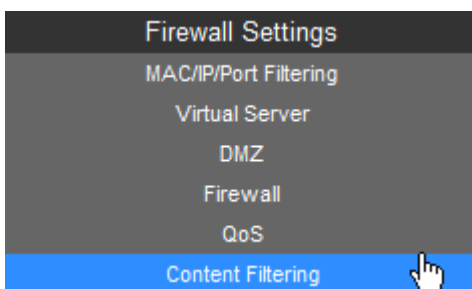 Firewall Settings
MAC/IP/Port Filtering
Virtual Server
DMZ
Firewall
QoS
Content Filtering